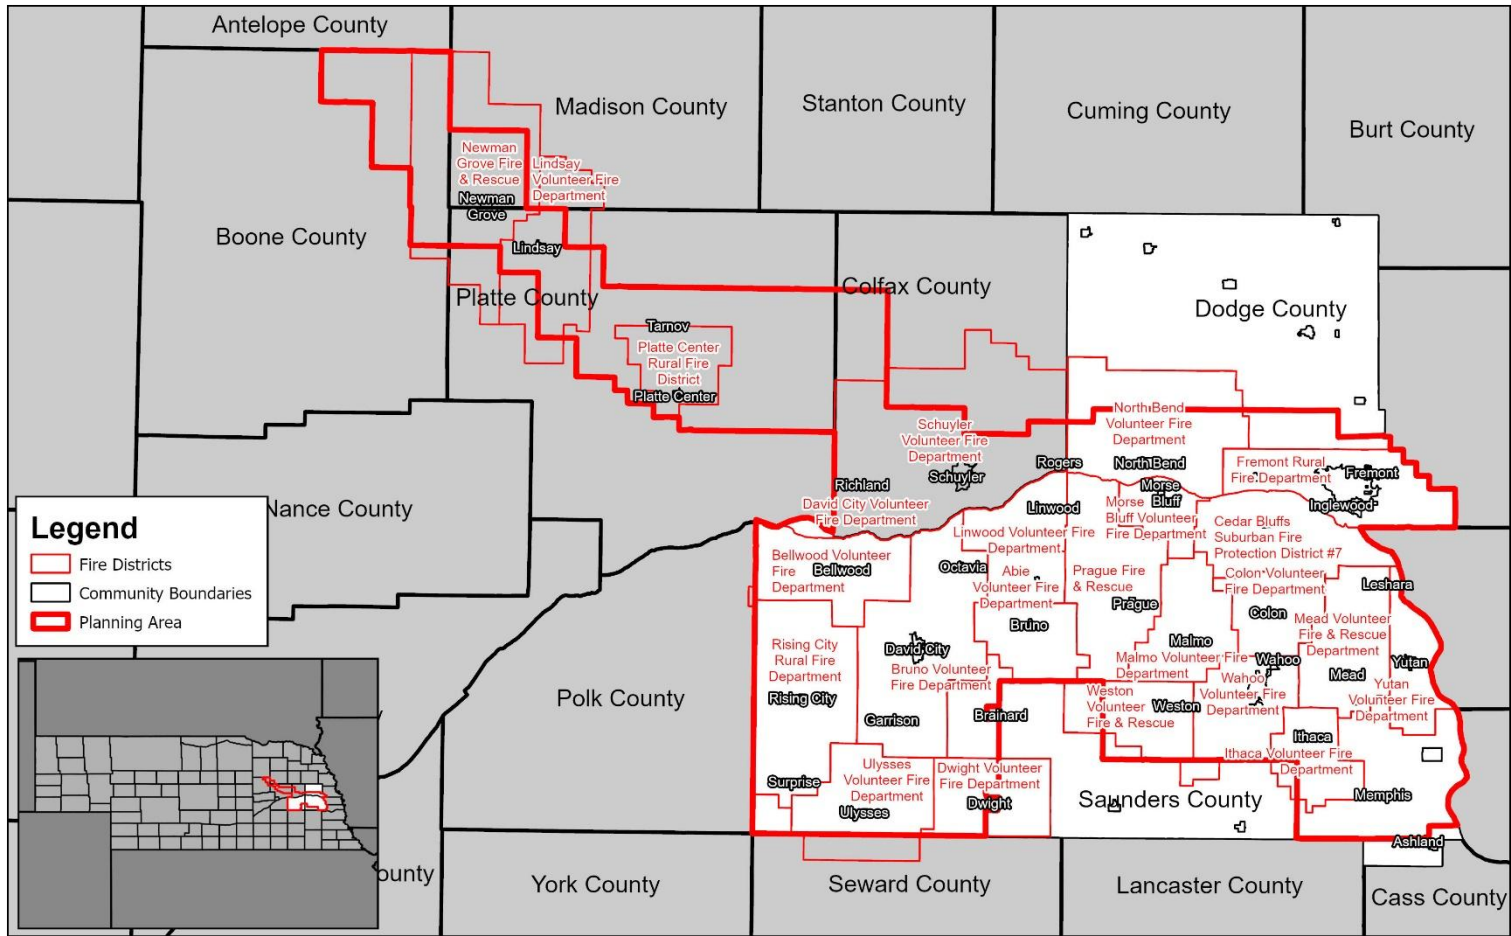 Antelope County
Madison County
Stanton County
Cuming County
Burt County
Newman
Grove Fire
& Rescue
Lindsay
Volunteer Fire
Department
Newman
Grove
Boone County
Lindsay
Platte County
Colfax County
Dodge County
Tarnov
Platte Center
Rural Fire
District
Platte Center
North Bend
Volunteer Fire
Department
Schuyler
Volunteer Fire
Department
Rogers
North Bend
Fremont Rural
Fire Department
Fremont
Schuyler
Richland
Morse
Bluff
Inglewood
David City Volunteer
Fire Department
Linwood
Morse
Bluff Volunteer
Fire Department
Nance County
Linwood Volunteer Fire
Department
Cedar Bluffs
Suburban Fire
Protection District #7
Legend
Fire Districts
Community Boundaries
Planning Area
Bellwood Volunteer
Fire
Department
Bellwood
Octavia
Abie
Volunteer Fire
Department
Prague Fire
& Rescue
Colon Volunteer
Fire Department
Leshara
Prague
Colon
Bruno
Mead Volunteer
Fire & Rescue
Department
Rising City
Rural Fire
Department
David City
Malmo
Malmo Volunteer Fire
Department
Wahoo
Yutan
Bruno Volunteer
Fire Department
Wahoo
Volunteer Fire
Department
Mead
Yutan
Volunteer Fire
Department
Polk County
Rising City
Weston
Volunteer
Fire & Rescue
Weston
Garrison
Brainard
Ithaca
Ithaca Volunteer Fire
Department
Ulysses
Volunteer Fire
Department
Dwight Volunteer
Fire Department
Surprise
Ulysses
Dwight
Saunders County
Memphis
Ashland
ounty
York County
Seward County
Lancaster County
Cass County